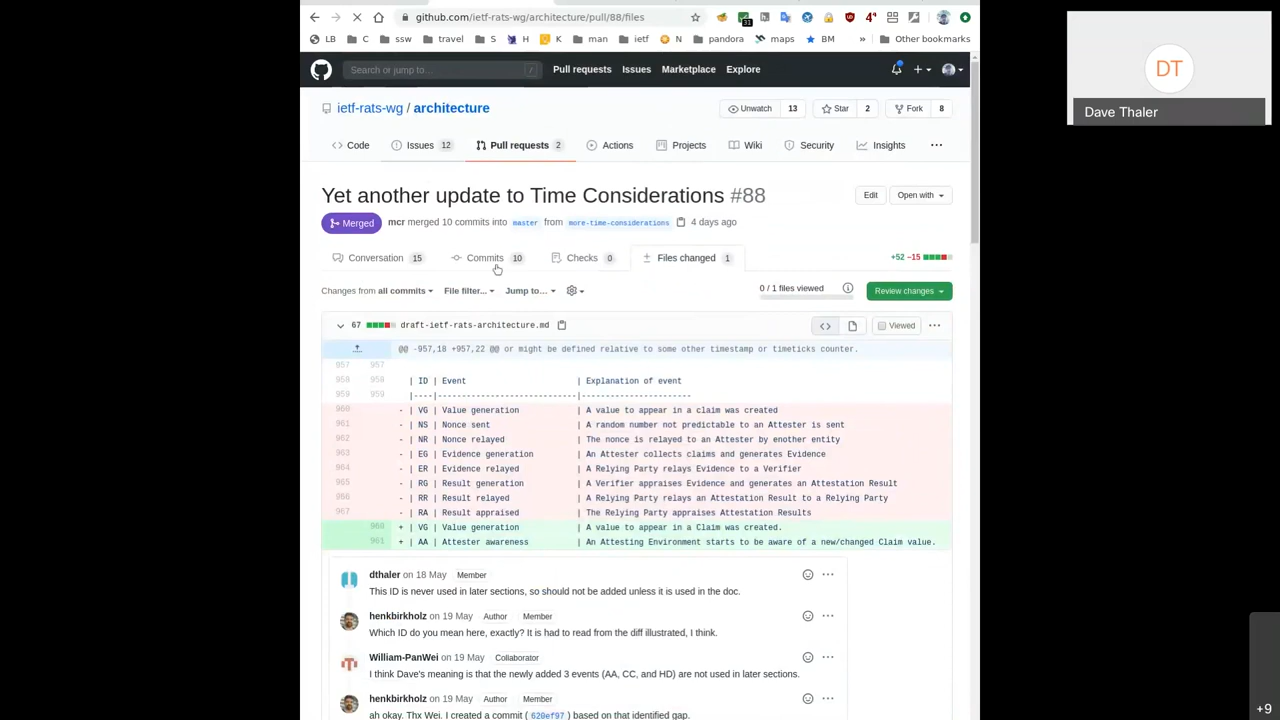 github.com/ietf-rats-wg/architecture/pull/88/files
31
4"
LB C ssw travel S H K man ietf N pandora maps BM » Other bookmarks
Search or jump to… /
Pull requests Issues Marketplace Explore
DT
Dave Thaler
ietf-rats-wg / architecture
Unwatch 13 Star 2 Fork 8
Code Issues 12 Pull requests 2 Actions Projects Wiki Security Insights ...
Yet another update to Time Considerations #88
Edit Open with
Merged mcr merged 10 commits into master from more-time-considerations 4 days ago
Conversation 15 Commits 10 Checks 0 Files changed 1 +52 −15
Changes from all commits File filter... Jump to... 0 / 1 files viewed Review changes
67 draft-ietf-rats-architecture.md Viewed ...
@@ -957,18 +957,22 @@ or might be defined relative to some other timestamp or timeticks counter.
957 957
958 958 | ID | Event | Explanation of event
959 959 |----|----------------------------|----------------------
960 - | VG | Value generation | A value to appear in a claim was created
961 - | NS | Nonce sent | A random number not predictable to an Attester is sent
962 - | NR | Nonce relayed | The nonce is relayed to an Attester by enother entity
963 - | EG | Evidence generation | An Attester collects claims and generates Evidence
964 - | ER | Evidence relayed | A Relying Party relays Evidence to a Verifier
965 - | RG | Result generation | A Verifier appraises Evidence and generates an Attestation Result
966 - | RR | Result relayed | A Relying Party relays an Attestation Result to a Relying Party
967 - | RA | Result appraised | The Relying Party appraises Attestation Results
960 + | VG | Value generation | A value to appear in a Claim was created.
961 + | AA | Attester awareness | An Attesting Environment starts to be aware of a new/changed Claim value.
dthaler on 18 May Member ...
This ID is never used in later sections, so should not be added unless it is used in the doc.
henkbirkholz on 19 May Author Member ...
Which ID do you mean here, exactly? It is had to read from the diff illustrated, I think.
William-PanWei on 19 May Collaborator ...
I think Dave's meaning is that the newly added 3 events (AA, CC, and HD) are not used in later sections.
henkbirkholz on 19 May Author Member ...
ah okay. Thx Wei. I created a commit ( 620ef97 ) based on that identified gap.
+9